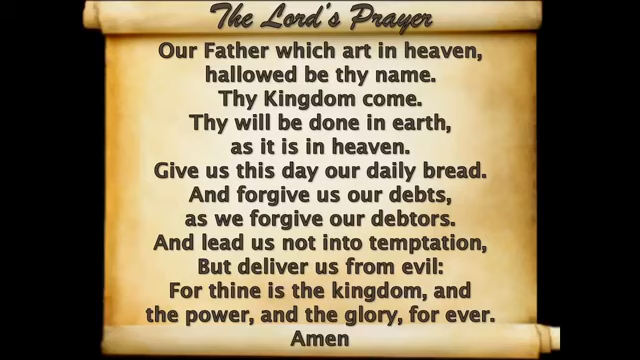 The Lord's Prayer
Our Father which art in heaven,
hallowed be thy name.
Thy Kingdom come.
Thy will be done in earth,
as it is in heaven.
Give us this day our daily bread.
And forgive us our debts,
as we forgive our debtors.
And lead us not into temptation,
But deliver us from evil:
For thine is the kingdom, and
the power, and the glory, for ever.
Amen